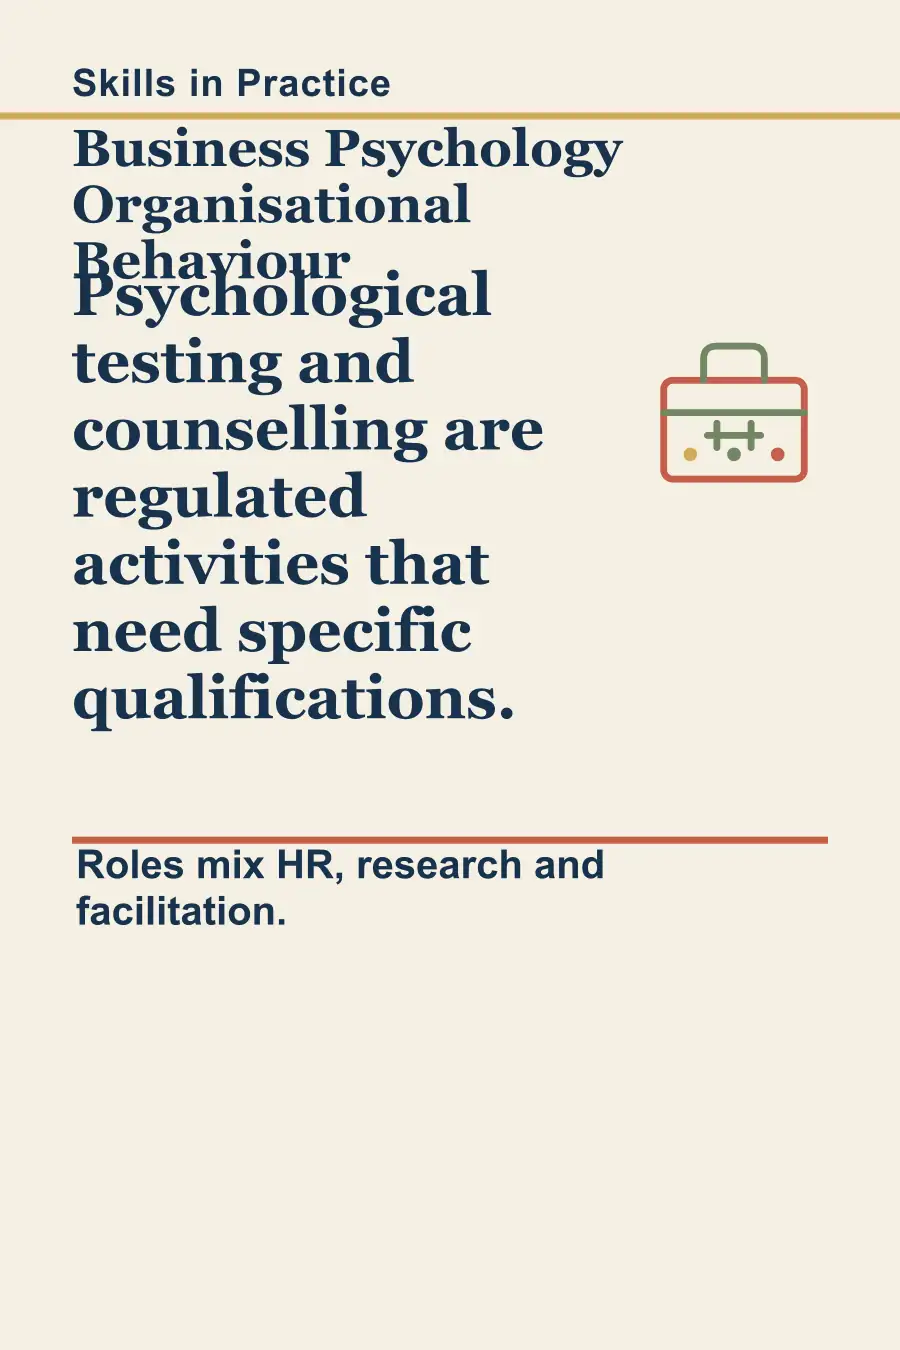 Skills in Practice
Business Psychology
Organisational
Behaviour
Psychological
testing and
counselling are
regulated
activities that
need specific
qualifications.
Roles mix HR, research and
facilitation.